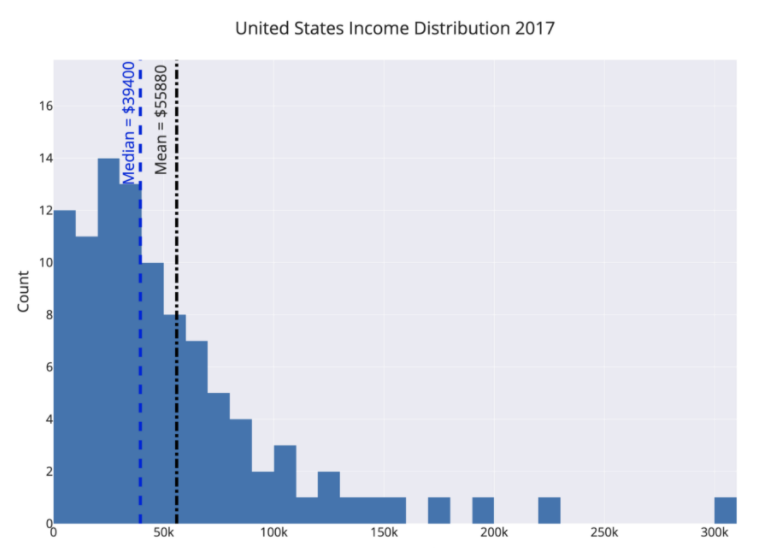 United States Income Distribution 2017
Median = $39400
Mean = $55880
16
14
12
10
8
6
4
2
0
Count
0
50k
100k
150k
200k
250k
300k